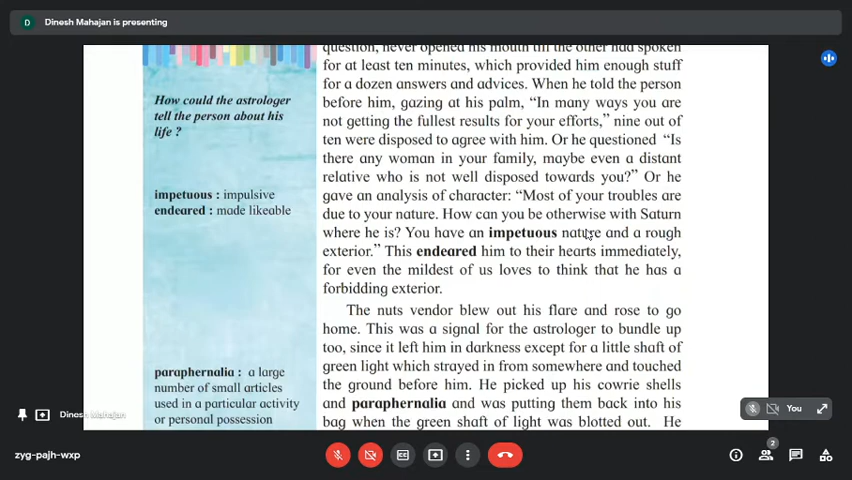 D Dinesh Mahajan is presenting
How could the astrologer
tell the person about his
life ?
impetuous : impulsive
endeared : made likeable
paraphernalia : a large
number of small articles
used in a particular activity
or personal possession
question, never opened his mouth till the other had spoken
for at least ten minutes, which provided him enough stuff
for a dozen answers and advices. When he told the person
before him, gazing at his palm, “In many ways you are
not getting the fullest results for your efforts,” nine out of
ten were disposed to agree with him. Or he questioned “Is
there any woman in your family, maybe even a distant
relative who is not well disposed towards you?” Or he
gave an analysis of character: “Most of your troubles are
due to your nature. How can you be otherwise with Saturn
where he is? You have an impetuous nature and a rough
exterior.” This endeared him to their hearts immediately,
for even the mildest of us loves to think that he has a
forbidding exterior.
The nuts vendor blew out his flare and rose to go
home. This was a signal for the astrologer to bundle up
too, since it left him in darkness except for a little shaft of
green light which strayed in from somewhere and touched
the ground before him. He picked up his cowrie shells
and paraphernalia and was putting them back into his
bag when the green shaft of light was blotted out. He
Dinesh Mahajan
You
zyg-pajh-wxp
2